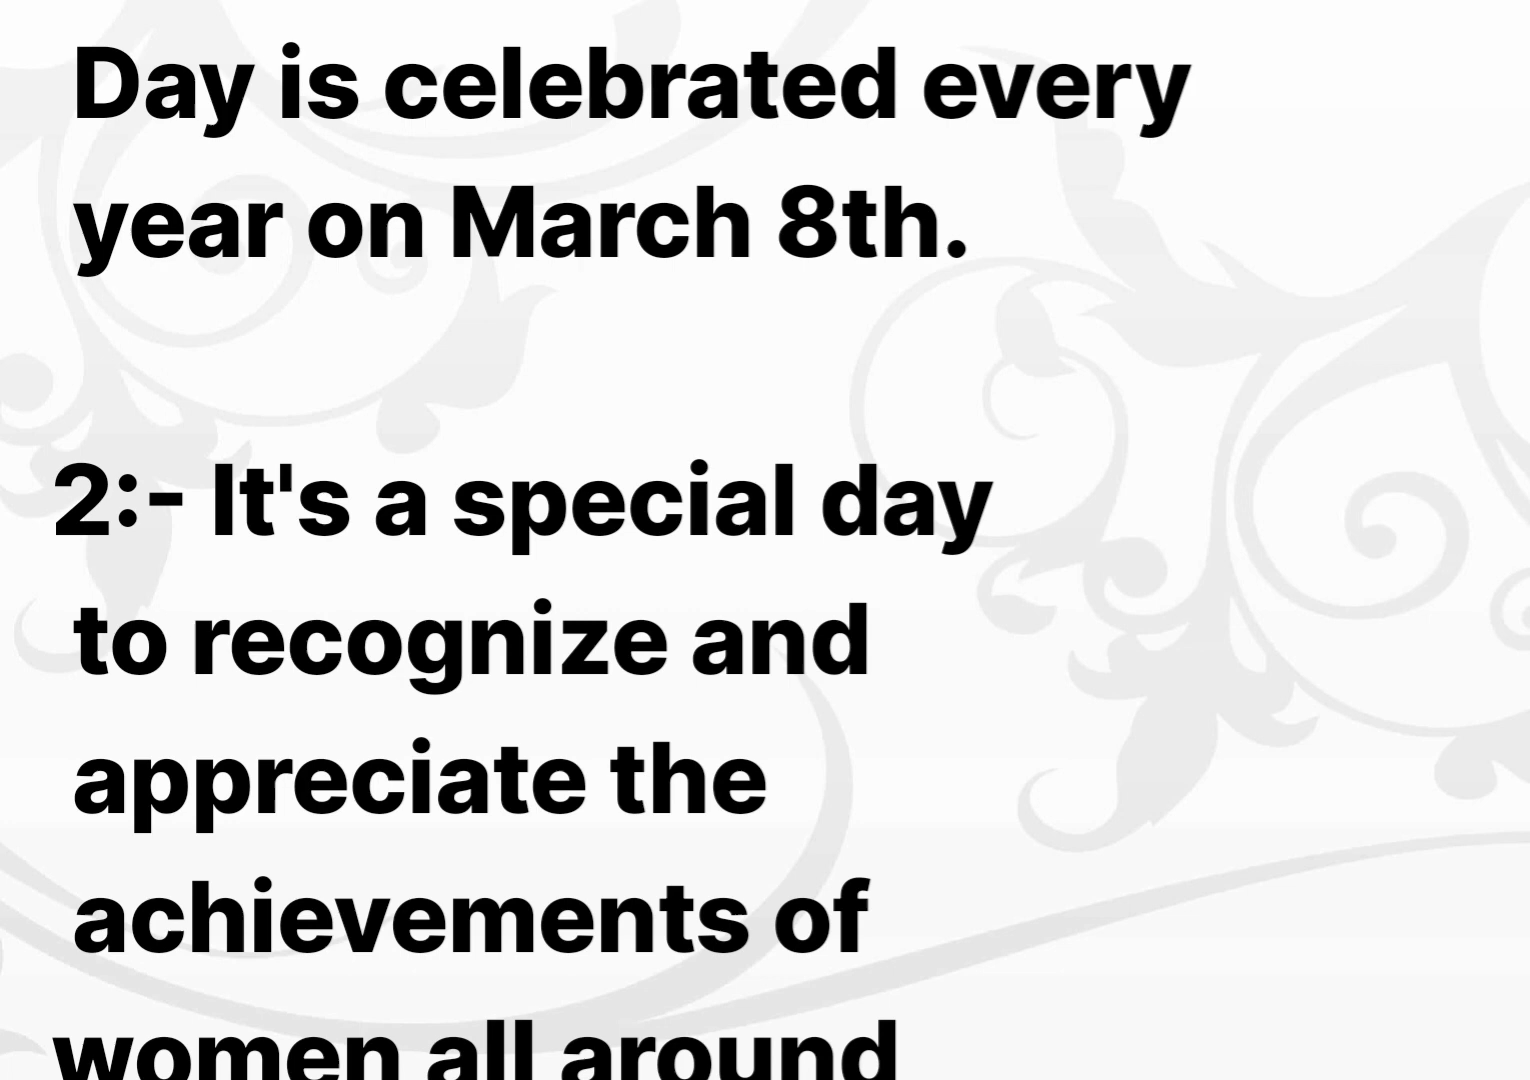 Day is celebrated every
year on March 8th.
2:- It's a special day
to recognize and
appreciate the
achievements of
women all around